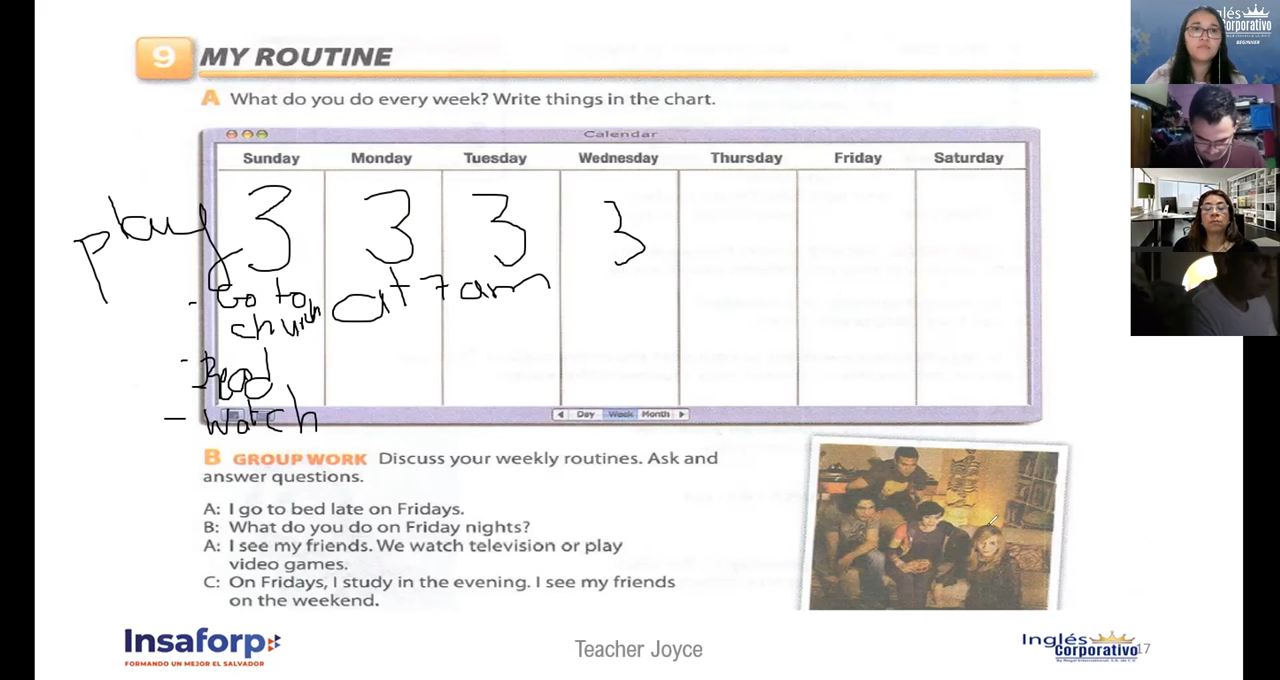 9 MY ROUTINE
A What do you do every week? Write things in the chart.
Calendar
Sunday Monday Tuesday Wednesday Thursday Friday Saturday
play 3 3 3 3
- Go to church at 7 am
- Read
- Watch
Day Week Month
B GROUP WORK Discuss your weekly routines. Ask and
answer questions.
A: I go to bed late on Fridays.
B: What do you do on Friday nights?
A: I see my friends. We watch television or play
video games.
C: On Fridays, I study in the evening. I see my friends
on the weekend.
Insaforp
FORMANDO UN MEJOR EL SALVADOR
Teacher Joyce
Inglés
Corporativo
17
Inglés
Corporativo
BEGINNER